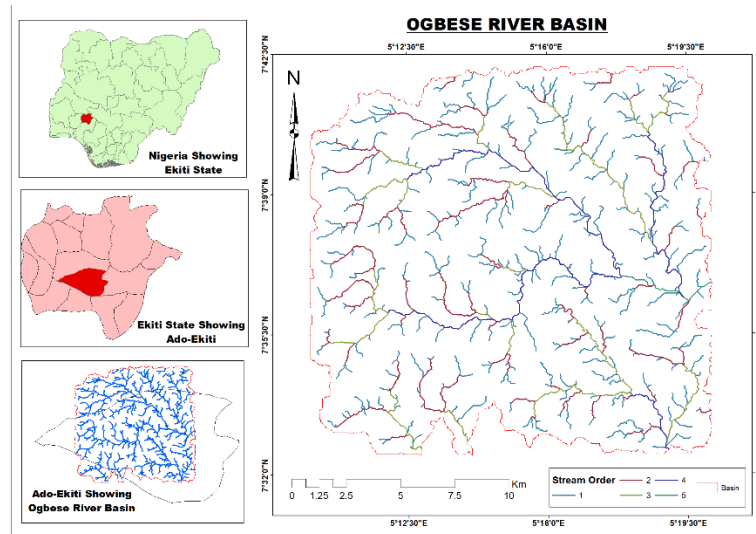 OGBESE RIVER BASIN
Nigeria Showing
Ekiti State
Ekiti State Showing
Ado-Ekiti
Ado-Ekiti Showing
Ogbese River Basin
5°12'30"E 5°16'0"E 5°19'30"E
7°42'30"N
7°39'0"N
7°35'30"N
7°32'0"N
N
Km
0 1.25 2.5 5 7.5 10
Stream Order
1
2
3
4
5
Basin
5°12'30"E 5°16'0"E 5°19'30"E